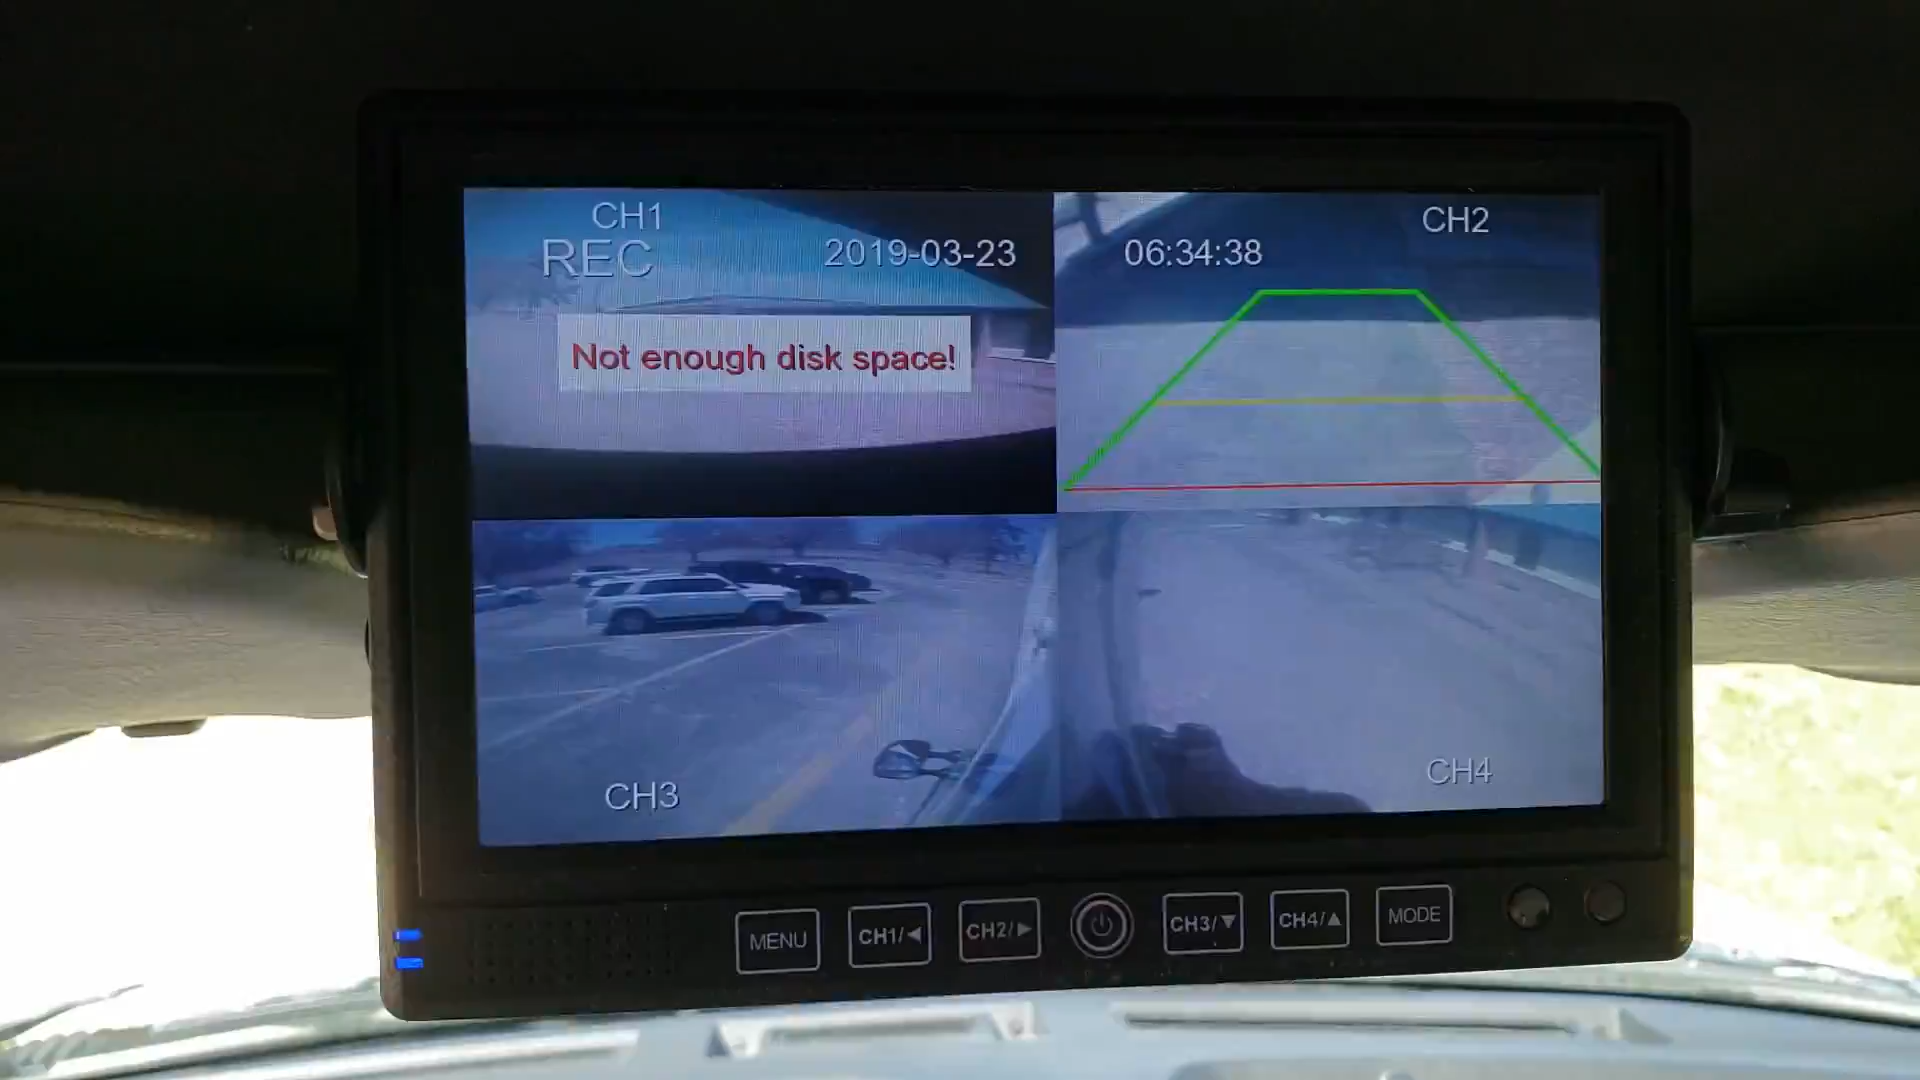 CH1
REC
2019-03-23
06:34:38
CH2
Not enough disk space!
CH3
CH4
MENU
CH1/◀
CH2/▶
CH3/▼
CH4/▲
MODE